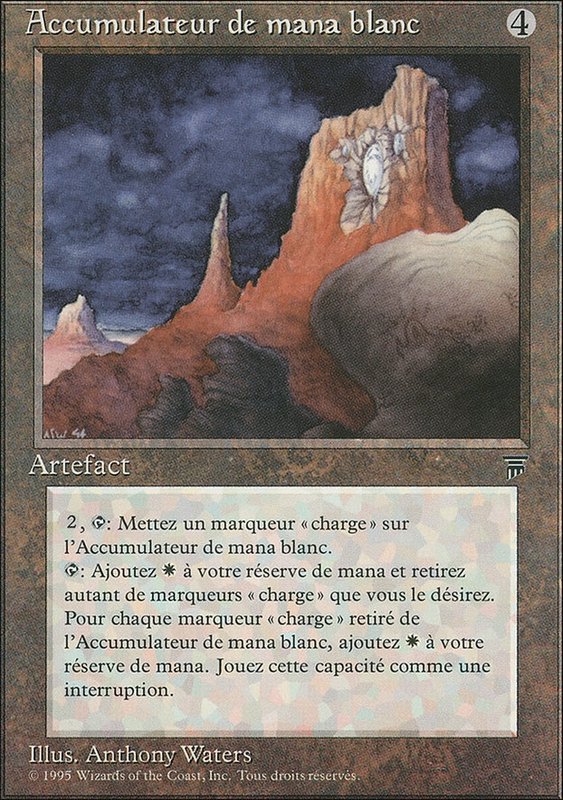 Accumulateur de mana blanc 4
Artefact
2, : Mettez un marqueur « charge » sur
l'Accumulateur de mana blanc.
: Ajoutez à votre réserve de mana et retirez
autant de marqueurs « charge » que vous le désirez.
Pour chaque marqueur « charge » retiré de
l'Accumulateur de mana blanc, ajoutez à votre
réserve de mana. Jouez cette capacité comme une
interruption.
Illus. Anthony Waters
© 1995 Wizards of the Coast, Inc. Tous droits réservés.